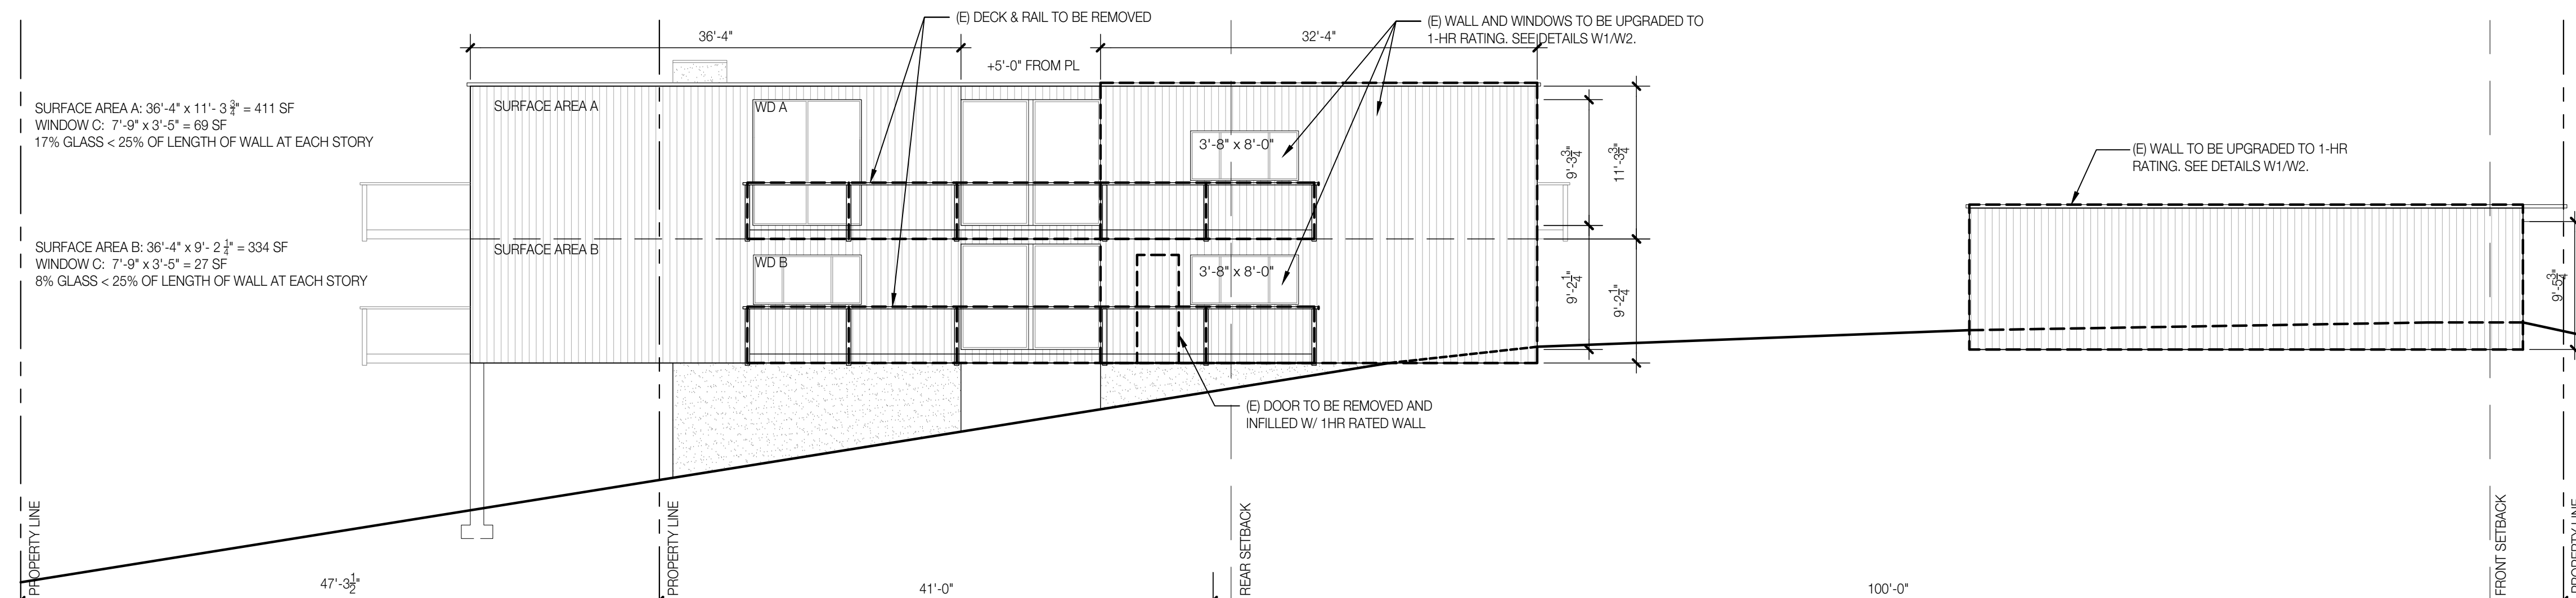 (E) DECK & RAIL TO BE REMOVED
(E) WALL AND WINDOWS TO BE UPGRADED TO
1-HR RATING. SEE DETAILS W1/W2.
36'-4"
32'-4"
+5'-0" FROM PL
SURFACE AREA A: 36'-4" x 11'- 3 3/4" = 411 SF
WINDOW C: 7'-9" x 3'-5" = 69 SF
17% GLASS < 25% OF LENGTH OF WALL AT EACH STORY
SURFACE AREA A
WD A
3'-8" x 8'-0"
9'-3 3/4"
11'-3 3/4"
(E) WALL TO BE UPGRADED TO 1-HR
RATING. SEE DETAILS W1/W2.
SURFACE AREA B: 36'-4" x 9'- 2 1/4" = 334 SF
WINDOW C: 7'-9" x 3'-5" = 27 SF
8% GLASS < 25% OF LENGTH OF WALL AT EACH STORY
SURFACE AREA B
WD B
3'-8" x 8'-0"
9'-2 1/4"
9'-2 1/4"
9'-5 3/4"
(E) DOOR TO BE REMOVED AND
INFILLED W/ 1HR RATED WALL
PROPERTY LINE
PROPERTY LINE
REAR SETBACK
FRONT SETBACK
PROPERTY LINE
47'-3 1/2"
41'-0"
100'-0"